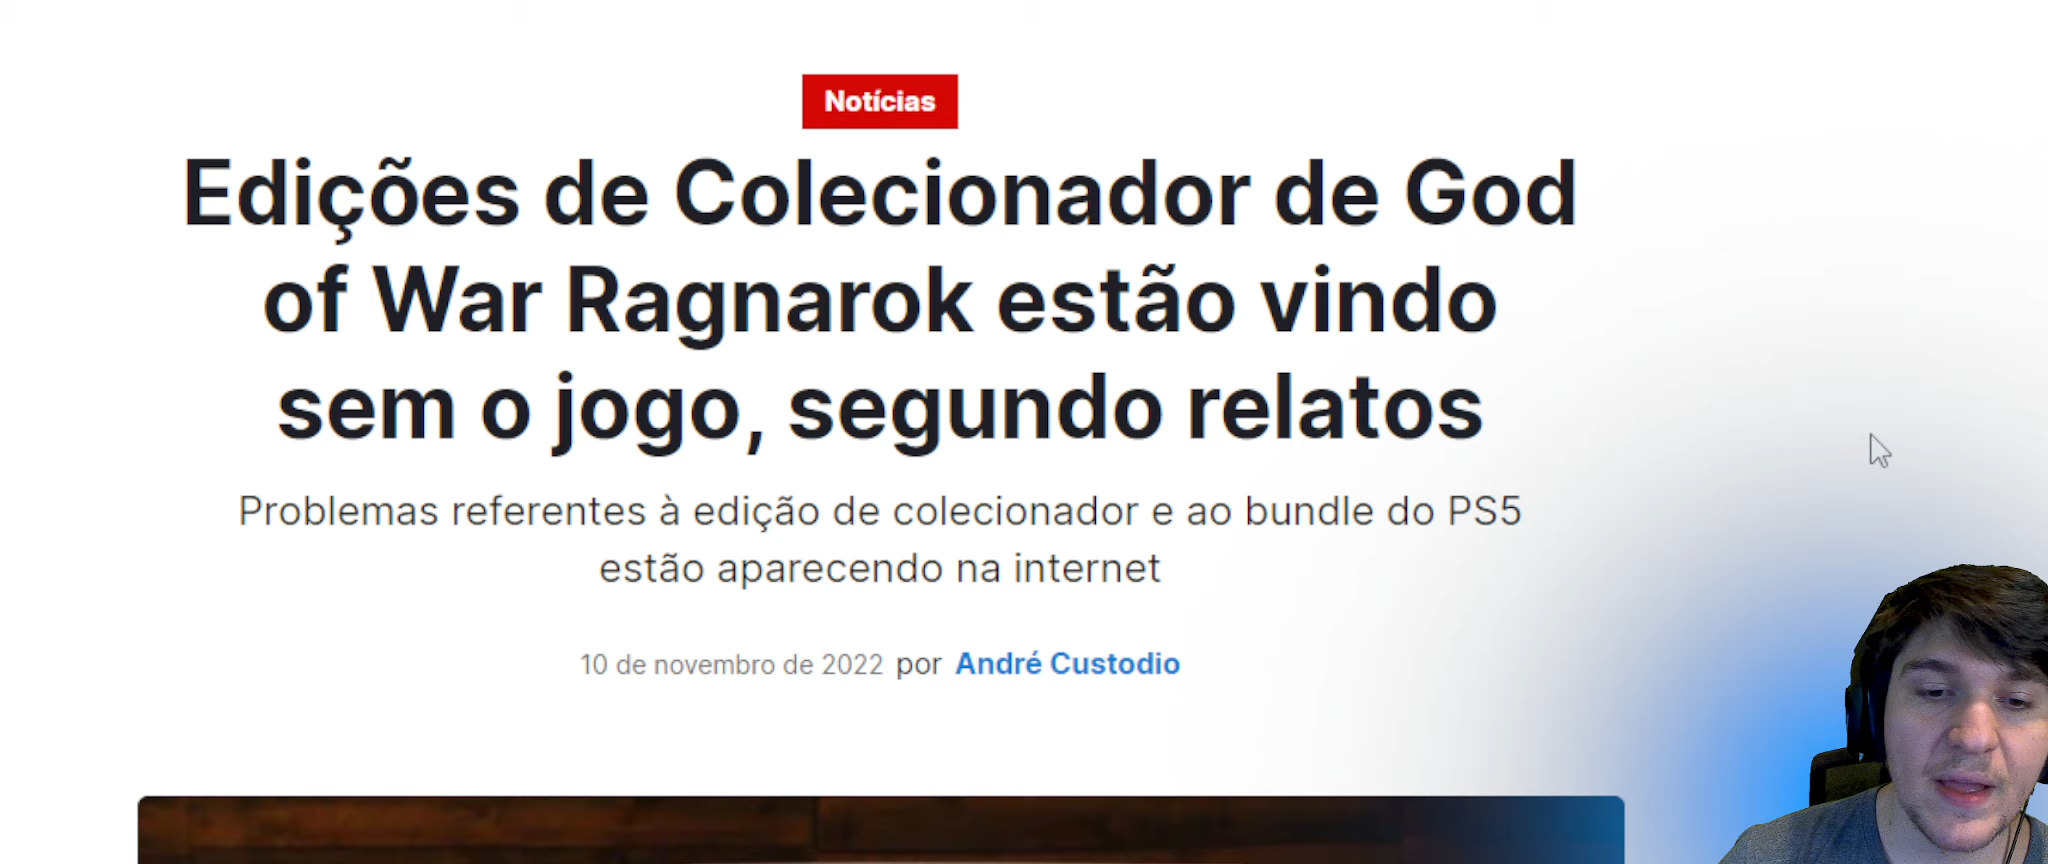 Notícias
Edições de Colecionador de God
of War Ragnarok estão vindo
sem o jogo, segundo relatos
Problemas referentes à edição de colecionador e ao bundle do PS5
estão aparecendo na internet
10 de novembro de 2022 por André Custodio